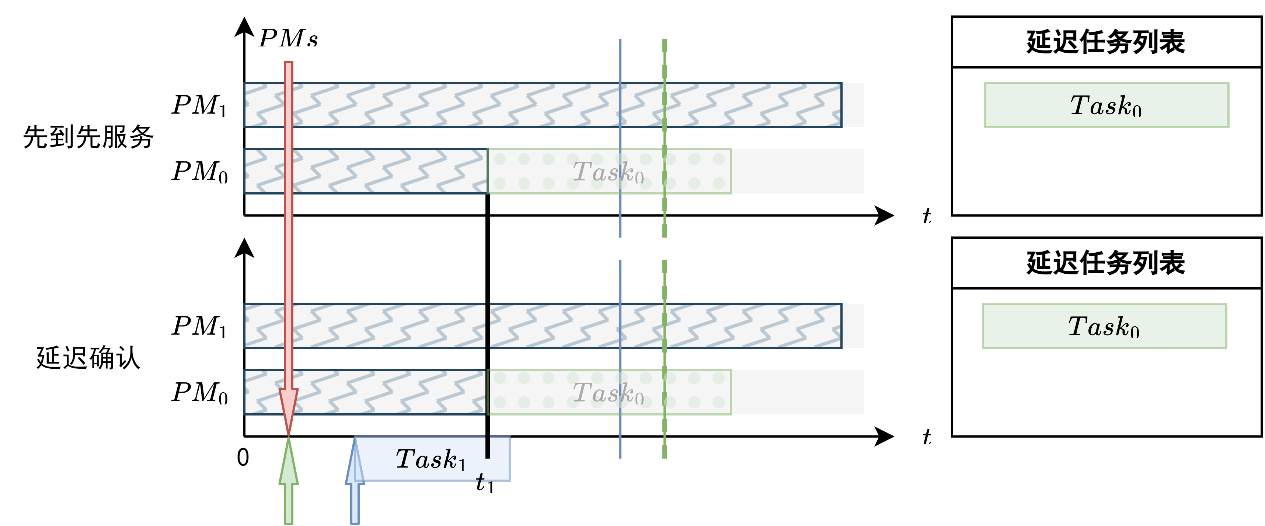 PMs
延迟任务列表
PM₁
Task₀
先到先服务
PM₀
Task₀
t
延迟任务列表
PM₁
Task₀
延迟确认
PM₀
Task₀
t
0
Task₁
t₁